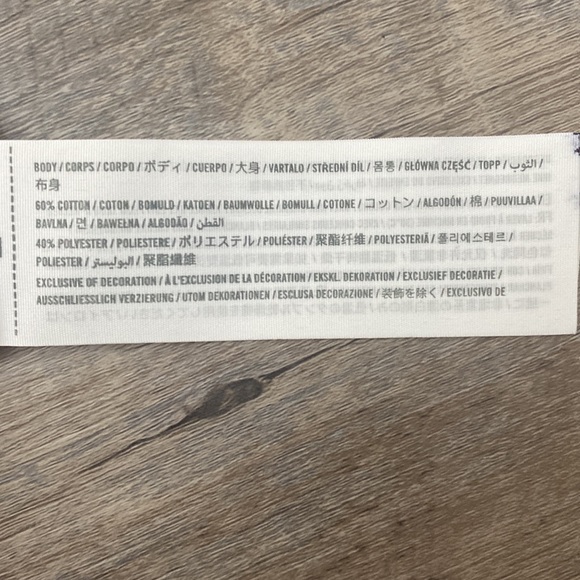 BODY / CORPS / CORPO / ボディ / CUERPO / 大身 / VARTALO / STŘEDNÍ DÍL / 몸통 / GŁÓWNA CZĘŚĆ / TOPP / الثوب /
布身
60% COTTON / COTON / BOMULD / KATOEN / BAUMWOLLE / BOMULL / COTONE / コットン / ALGODÓN / 棉 / PUUVILLAA /
BAVLNA / 면 / BAWEŁNA / ALGODÃO / القطن /
40% POLYESTER / POLIESTERE / ポリエステル / POLIÉSTER / 聚酯纤维 / POLYESTERIÄ / 폴리에스테르 /
POLIESTER / البوليستر / 聚酯纖維
EXCLUSIVE OF DECORATION / À L'EXCLUSION DE LA DÉCORATION / EKSKL. DEKORATION / EXCLUSIEF DECORATIE /
AUSSCHLIESSLICH VERZIERUNG / UTOM DEKORATIONEN / ESCLUSA DECORAZIONE / 装飾を除く / EXCLUSIVO DE